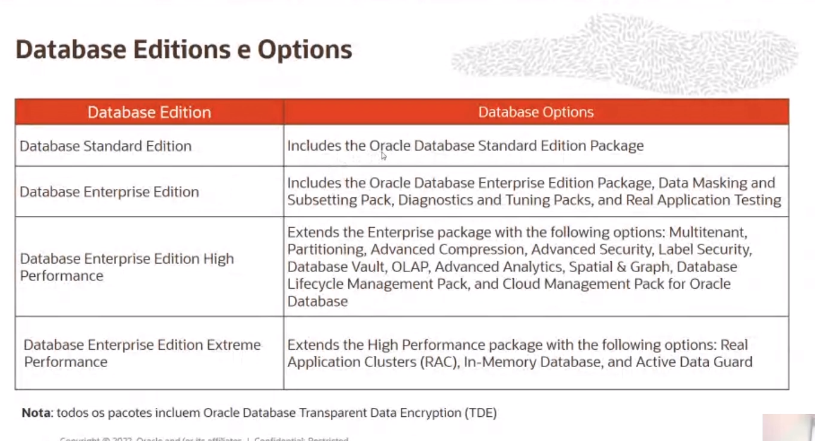 Database Editions e Options
Database Edition
Database Options
Database Standard Edition
Includes the Oracle Database Standard Edition Package
Database Enterprise Edition
Includes the Oracle Database Enterprise Edition Package, Data Masking and
Subsetting Pack, Diagnostics and Tuning Packs, and Real Application Testing
Database Enterprise Edition High
Performance
Extends the Enterprise package with the following options: Multitenant,
Partitioning, Advanced Compression, Advanced Security, Label Security,
Database Vault, OLAP, Advanced Analytics, Spatial & Graph, Database
Lifecycle Management Pack, and Cloud Management Pack for Oracle
Database
Database Enterprise Edition Extreme
Performance
Extends the High Performance package with the following options: Real
Application Clusters (RAC), In-Memory Database, and Active Data Guard
Nota: todos os pacotes incluem Oracle Database Transparent Data Encryption (TDE)
Copyright © 2022, Oracle and/or its affiliates | Confidential: Restricted